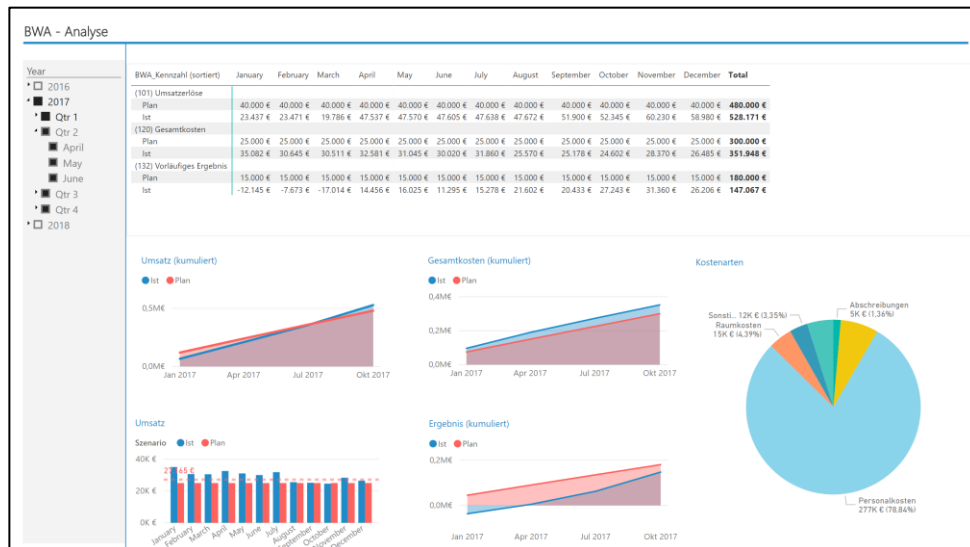 BWA - Analyse
Year
2016
2017
Qtr 1
Qtr 2
April
May
June
Qtr 3
Qtr 4
2018
BWA_Kennzahl (sortiert) January February March April May June July August September October November December Total
(101) Umsatzerlöse
Plan 40.000 € 40.000 € 40.000 € 40.000 € 40.000 € 40.000 € 40.000 € 40.000 € 40.000 € 40.000 € 40.000 € 40.000 € 480.000 €
Ist 23.437 € 23.471 € 19.786 € 47.537 € 47.570 € 47.605 € 47.638 € 47.672 € 51.900 € 52.345 € 60.230 € 58.980 € 528.171 €
(120) Gesamtkosten
Plan 25.000 € 25.000 € 25.000 € 25.000 € 25.000 € 25.000 € 25.000 € 25.000 € 25.000 € 25.000 € 25.000 € 25.000 € 300.000 €
Ist 35.082 € 30.645 € 30.511 € 32.581 € 31.045 € 30.020 € 31.860 € 25.570 € 25.178 € 24.602 € 28.370 € 26.485 € 351.948 €
(132) Vorläufiges Ergebnis
Plan 15.000 € 15.000 € 15.000 € 15.000 € 15.000 € 15.000 € 15.000 € 15.000 € 15.000 € 15.000 € 15.000 € 15.000 € 180.000 €
Ist -12.145 € -7.673 € -17.014 € 14.456 € 16.025 € 11.295 € 15.278 € 21.602 € 20.433 € 27.243 € 31.360 € 26.206 € 147.067 €
Umsatz (kumuliert)
Ist Plan
0,5M€
0,0M€
Jan 2017 Apr 2017 Jul 2017 Okt 2017
Gesamtkosten (kumuliert)
Ist Plan
0,4M€
0,2M€
0,0M€
Jan 2017 Apr 2017 Jul 2017 Okt 2017
Kostenarten
Abschreibungen
5K € (1,36%)
Sonsti.. 12K € (3,35%)
Raumkosten
15K € (4,39%)
Personalkosten
277K € (78,84%)
Umsatz
Szenario Ist Plan
40K €
20K €
0K €
January February March April May June July August September October November December
Ergebnis (kumuliert)
Ist Plan
0,2M€
0,0M€
Jan 2017 Apr 2017 Jul 2017 Okt 2017